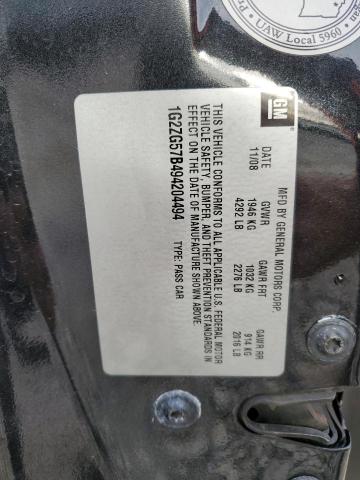 UAW Local 5960
GM
MFD BY GENERAL MOTORS CORP.
DATE GVWR GAWR FRT GAWR RR
11/08 1946 KG 1032 KG 914 KG
4292 LB 2276 LB 2016 LB
THIS VEHICLE CONFORMS TO ALL APPLICABLE U.S. FEDERAL MOTOR
VEHICLE SAFETY, BUMPER, AND THEFT PREVENTION STANDARDS IN
EFFECT ON THE DATE OF MANUFACTURE SHOWN ABOVE.
1G2ZG57B494204494 TYPE: PASS CAR